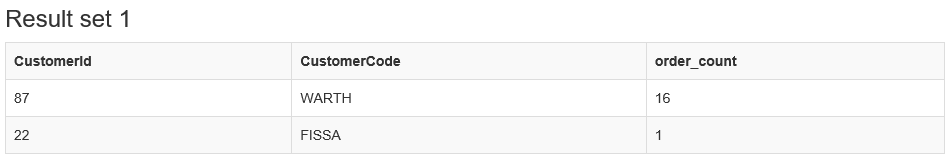 Result set 1
CustomerId CustomerCode order_count
87 WARTH 16
22 FISSA 1